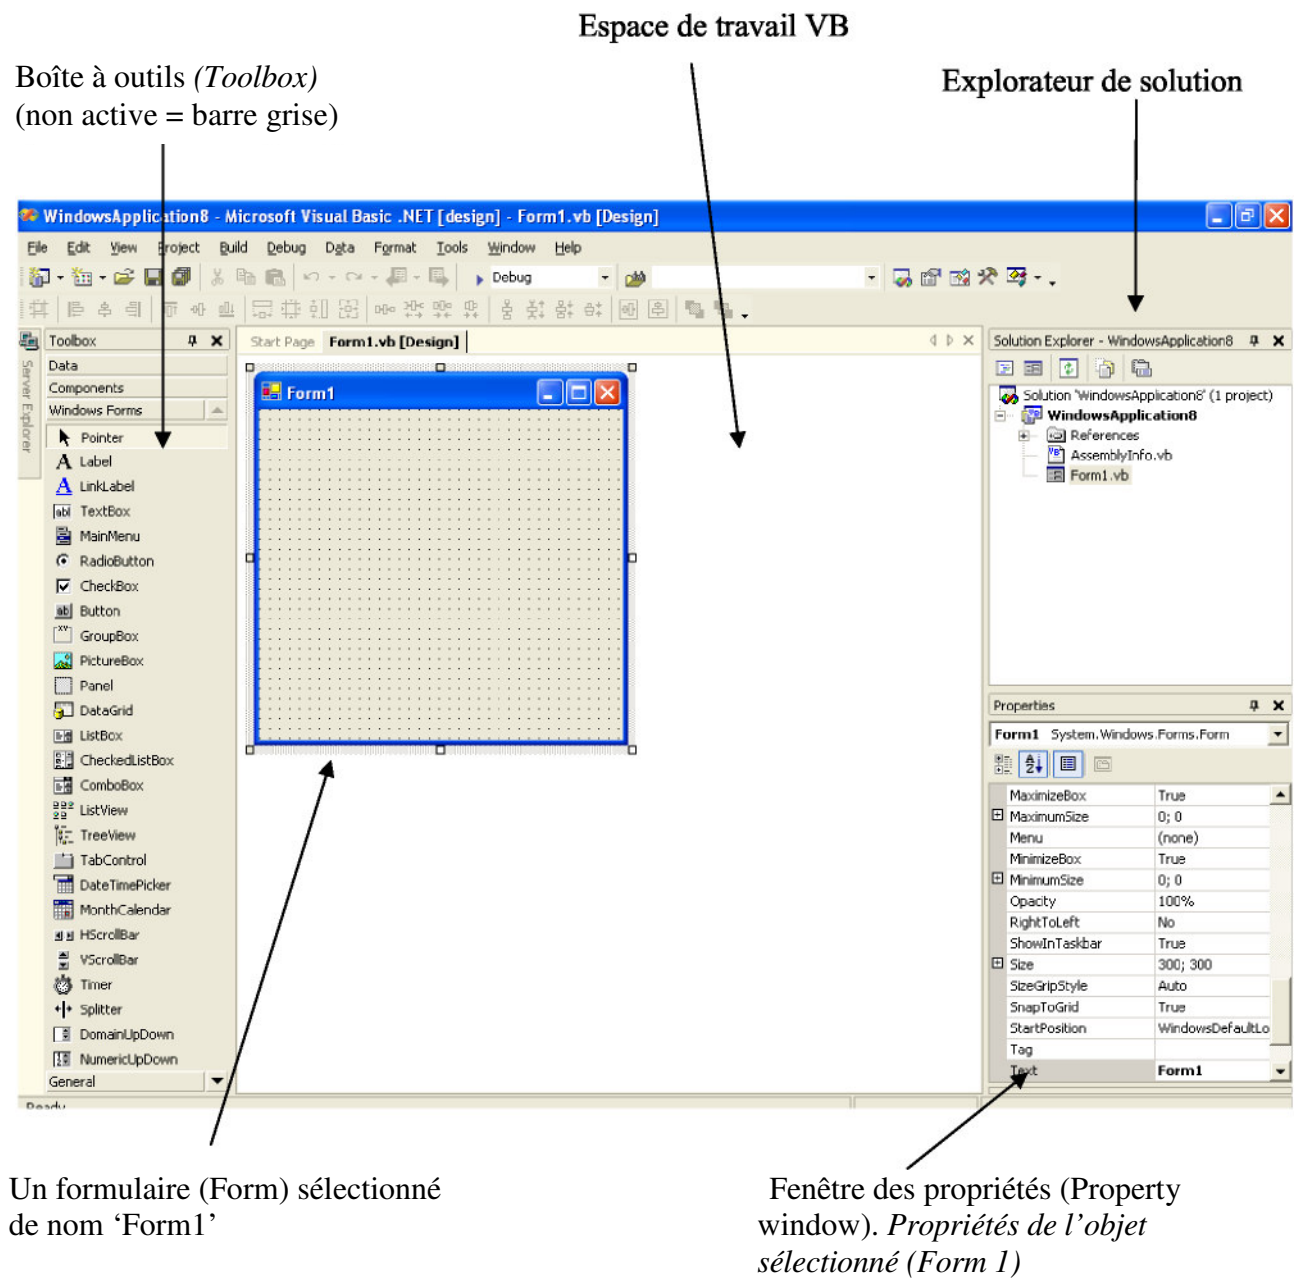 Espace de travail VB
Boîte à outils (Toolbox)
(non active = barre grise)
Explorateur de solution
WindowsApplication8 - Microsoft Visual Basic .NET [design] - Form1.vb [Design]
File Edit View Project Build Debug Data Format Tools Window Help
Debug
Server Explorer
Toolbox
Data
Components
Windows Forms
Pointer
Label
LinkLabel
TextBox
MainMenu
RadioButton
CheckBox
Button
GroupBox
PictureBox
Panel
DataGrid
ListBox
CheckedListBox
ComboBox
ListView
TreeView
TabControl
DateTimePicker
MonthCalendar
HScrollBar
VScrollBar
Timer
Splitter
DomainUpDown
NumericUpDown
General
Ready
Start Page Form1.vb [Design]
Form1
Solution Explorer - WindowsApplication8
Solution 'WindowsApplication8' (1 project)
WindowsApplication8
References
AssemblyInfo.vb
Form1.vb
Properties
Form1 System.Windows.Forms.Form
MaximizeBox True
MaximumSize 0; 0
Menu (none)
MinimizeBox True
MinimumSize 0; 0
Opacity 100%
RightToLeft No
ShowInTaskbar True
Size 300; 300
SizeGripStyle Auto
SnapToGrid True
StartPosition WindowsDefaultLo
Tag
Text Form1
Un formulaire (Form) sélectionné
de nom ‘Form1’
Fenêtre des propriétés (Property
window). Propriétés de l’objet
sélectionné (Form 1)